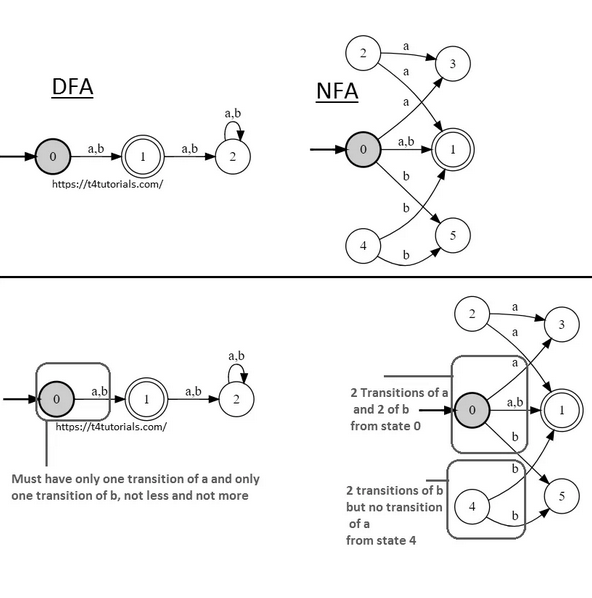 DFA
0
a,b
1
a,b
a,b
2
https://t4tutorials.com/
NFA
2
a
3
a
a
0
a,b
1
b
b
4
b
5
0
a,b
1
a,b
a,b
2
https://t4tutorials.com/
Must have only one transition of a and only
one transition of b, not less and not more
2
a
3
a
a
2 Transitions of a
and 2 of b
from state 0
0
a,b
1
b
2 transitions of b
but no transition
of a
from state 4
b
4
b
5